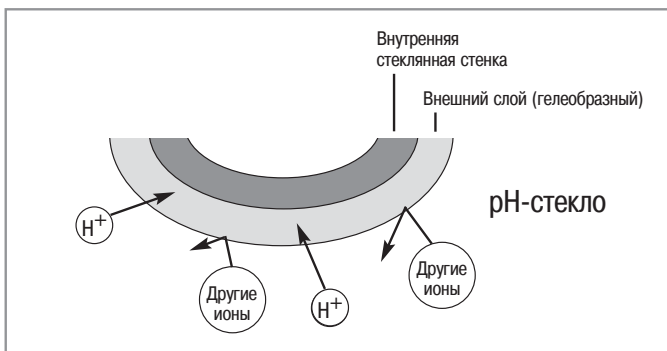 Внутренняя
стеклянная стенка
Внешний слой (гелеобразный)
pH-стекло
H+
Другие
ионы
H+
Другие
ионы